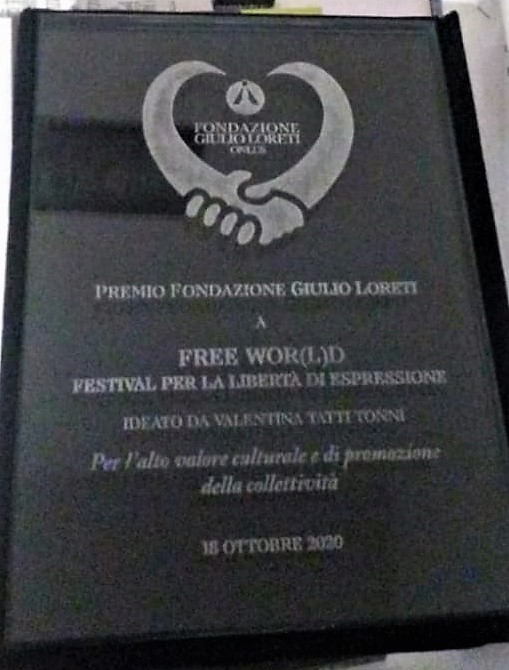 FONDAZIONE
GIULIO LORETI
ONLUS
PREMIO FONDAZIONE GIULIO LORETI
A
FREE WOR(L)D
FESTIVAL PER LA LIBERTÀ DI ESPRESSIONE
IDEATO DA VALENTINA TATTI TONNI
Per l'alto valore culturale e di promozione
della collettività
18 OTTOBRE 2020